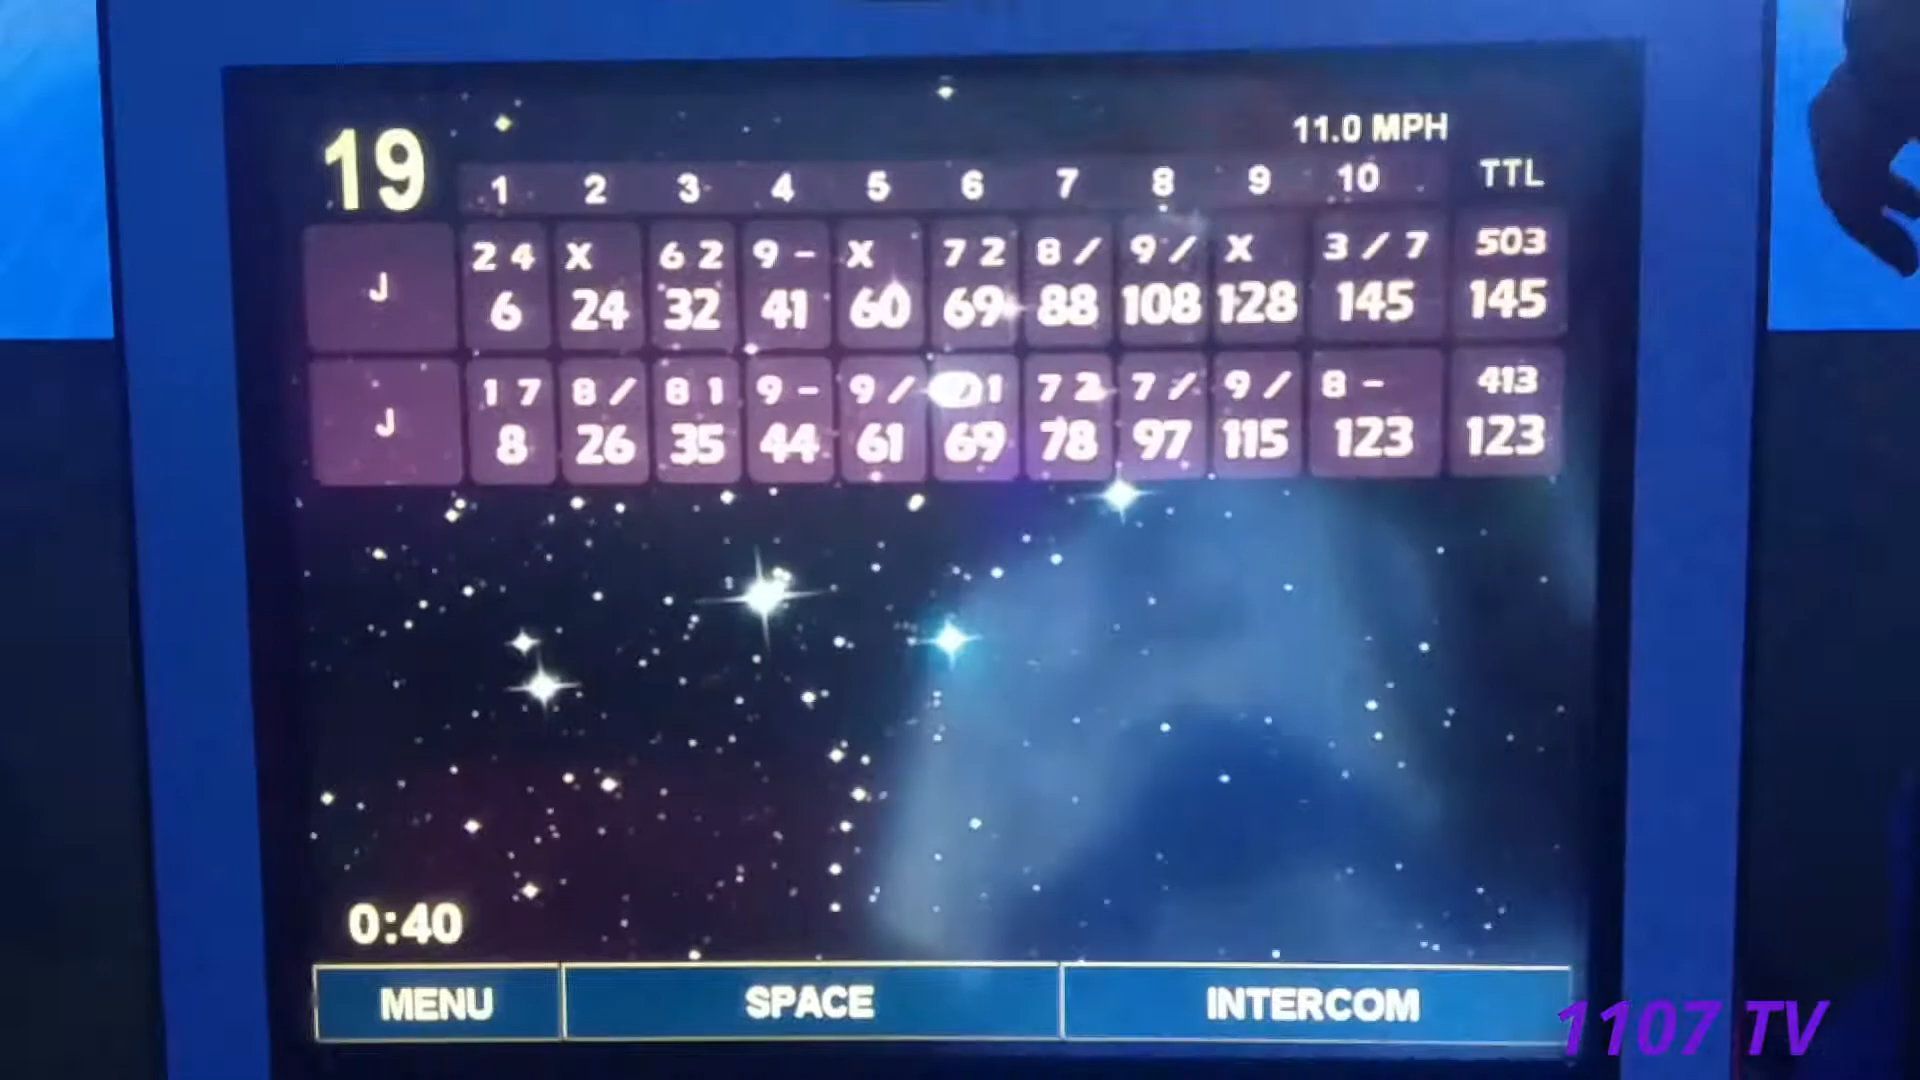 19
11.0 MPH
1 2 3 4 5 6 7 8 9 10 TTL
2 4 X 6 2 9 - X 7 2 8 / 9 / X 3 / 7 503
J 6 24 32 41 60 69 88 108 128 145 145
1 7 8 / 8 1 9 - 9 / 1 7 2 7 / 9 / 8 - 413
J 8 26 35 44 61 69 78 97 115 123 123
0:40
MENU SPACE INTERCOM
1107 TV